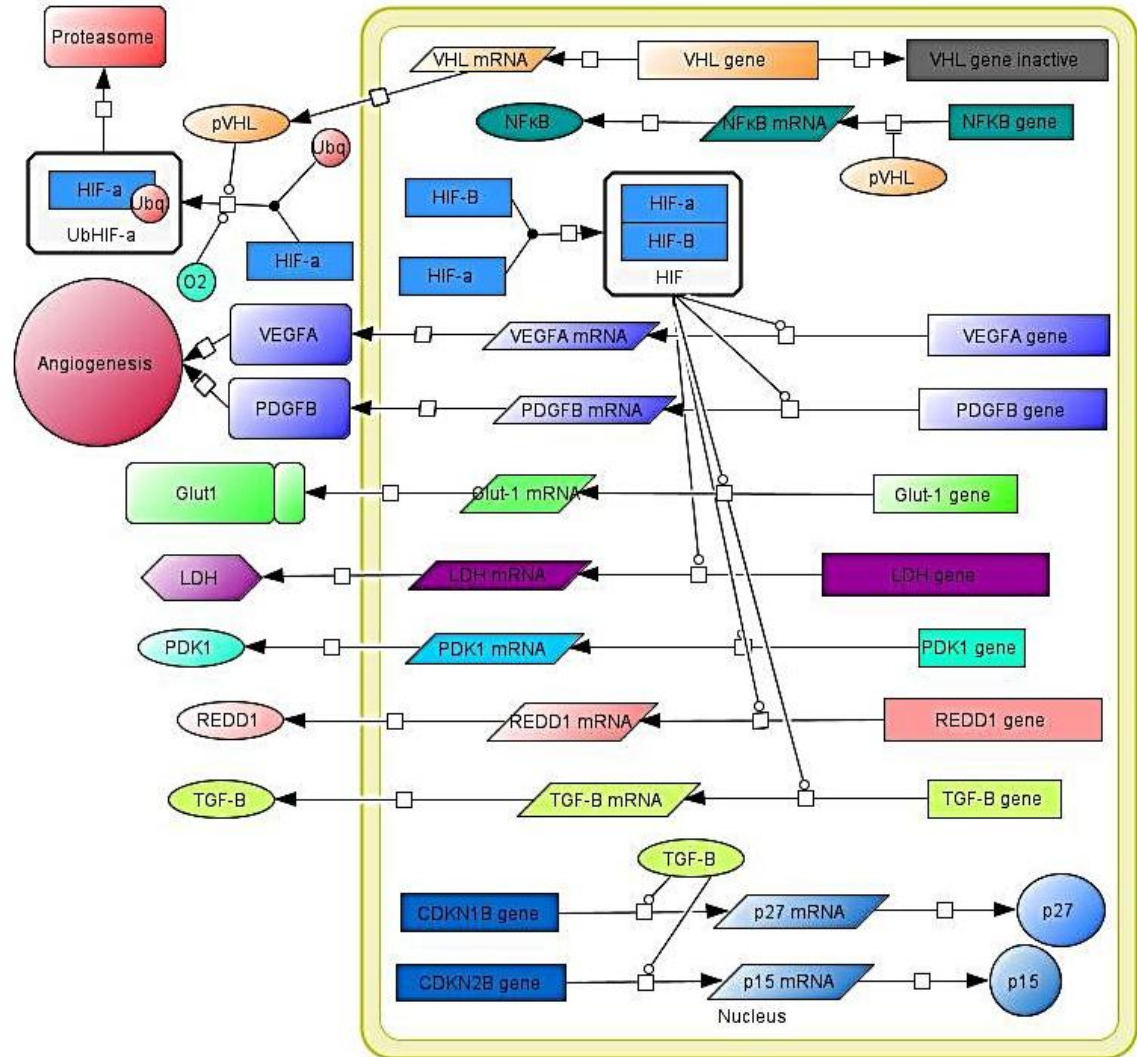 Proteasome
VHL mRNA
VHL gene
VHL gene inactive
pVHL
Ubq
NFκB
NFκB mRNA
NFKB gene
pVHL
HIF-a
Ubq
UbHIF-a
HIF-a
O2
HIF-B
HIF-a
HIF-a
HIF-B
HIF
Angiogenesis
VEGFA
VEGFA mRNA
VEGFA gene
PDGFB
PDGFB mRNA
PDGFB gene
Glut1
Glut-1 mRNA
Glut-1 gene
LDH
LDH mRNA
LDH gene
PDK1
PDK1 mRNA
PDK1 gene
REDD1
REDD1 mRNA
REDD1 gene
TGF-B
TGF-B mRNA
TGF-B gene
TGF-B
CDKN1B gene
p27 mRNA
p27
CDKN2B gene
p15 mRNA
p15
Nucleus